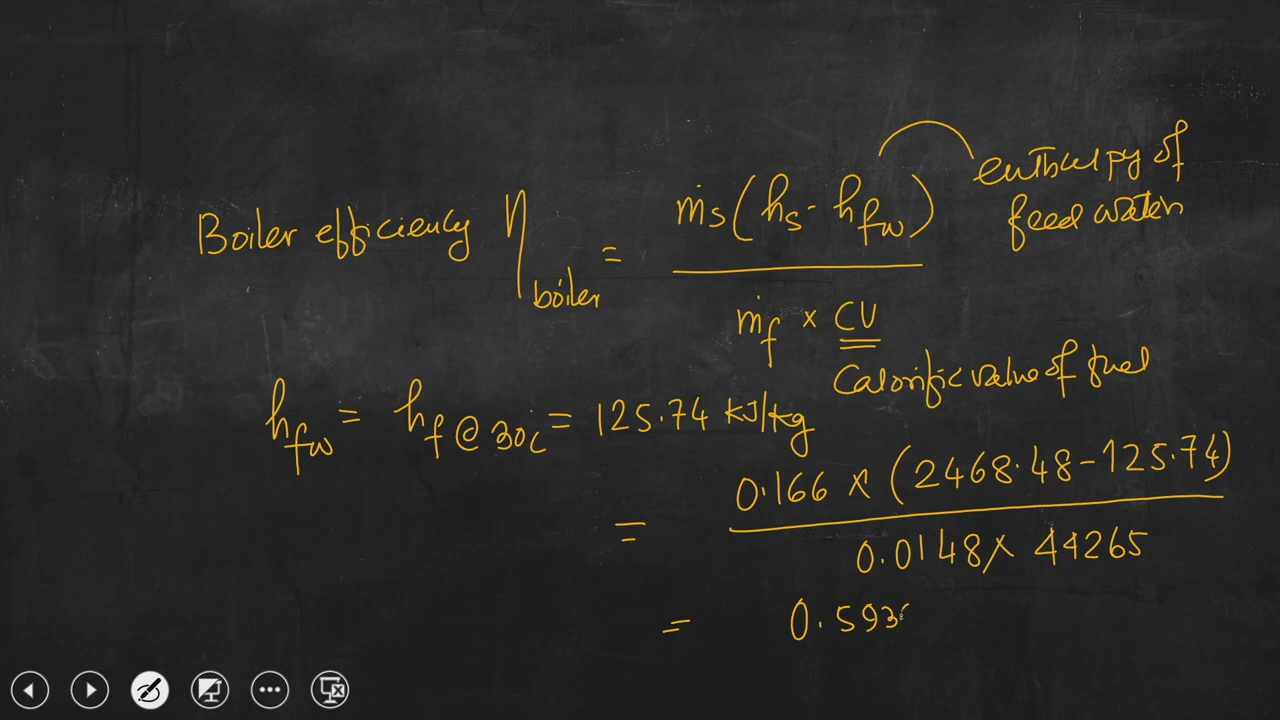 Boiler efficiency η boiler = ṁs(hs - hfw) / ṁf × CV
enthalpy of
feed water
Calorific value of fuel
hfw = hf@30°c = 125.74 kJ/kg
= 0.166 × (2468.48-125.74) / 0.0148 × 44265
= 0.593